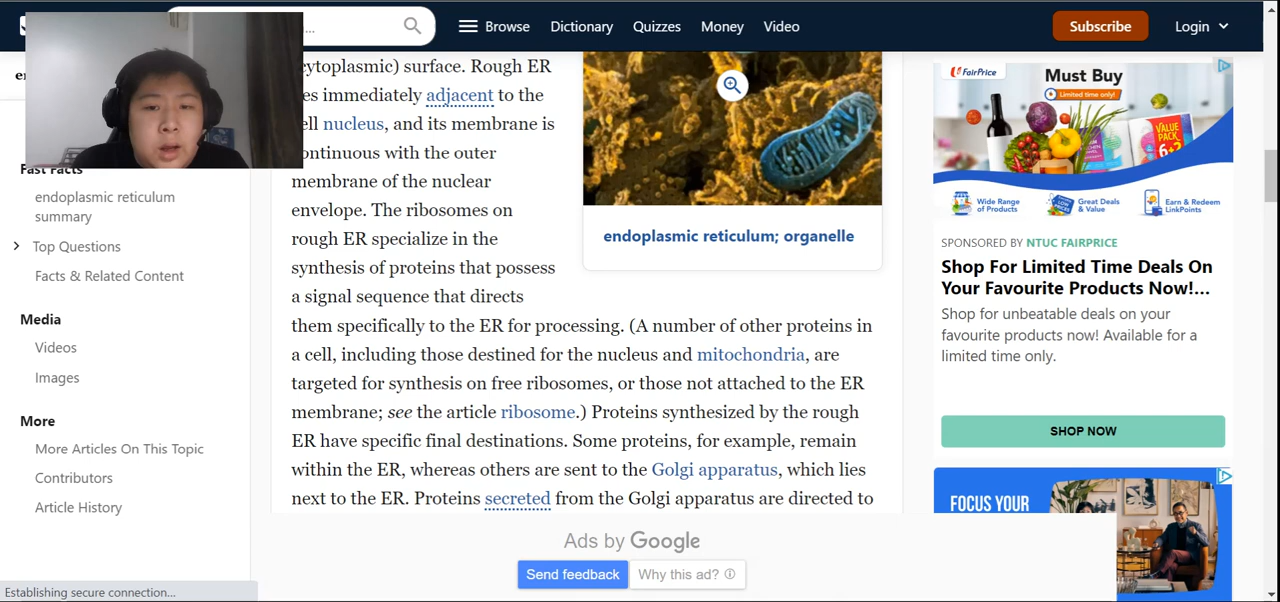 ...
Browse
Dictionary
Quizzes
Money
Video
Subscribe
Login
Fast Facts
endoplasmic reticulum
summary
Top Questions
Facts & Related Content
Media
Videos
Images
More
More Articles On This Topic
Contributors
Article History
cytoplasmic) surface. Rough ER
immediately adjacent to the
nucleus, and its membrane is
continuous with the outer
membrane of the nuclear
envelope. The ribosomes on
rough ER specialize in the
synthesis of proteins that possess
a signal sequence that directs
them specifically to the ER for processing. (A number of other proteins in
a cell, including those destined for the nucleus and mitochondria, are
targeted for synthesis on free ribosomes, or those not attached to the ER
membrane; see the article ribosome.) Proteins synthesized by the rough
ER have specific final destinations. Some proteins, for example, remain
within the ER, whereas others are sent to the Golgi apparatus, which lies
next to the ER. Proteins secreted from the Golgi apparatus are directed to
endoplasmic reticulum; organelle
FairPrice
Must Buy
Limited time only!
VALUE
PACK
Wide Range
of Products
Great Deals
& Value
Earn & Redeem
LinkPoints
SPONSORED BY NTUC FAIRPRICE
Shop For Limited Time Deals On
Your Favourite Products Now!...
Shop for unbeatable deals on your
favourite products now! Available for a
limited time only.
SHOP NOW
FOCUS YOUR
Ads by Google
Send feedback
Why this ad?
Establishing secure connection...